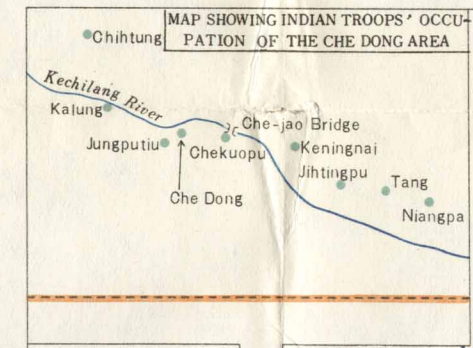 MAP SHOWING INDIAN TROOPS' OCCU-
PATION OF THE CHE DONG AREA
Chihtung
Kechilang River
Kalung
Che-jao Bridge
Jungputiu
Chekuopu
Keningnai
Jihtingpu
Che Dong
Tang
Niangpa